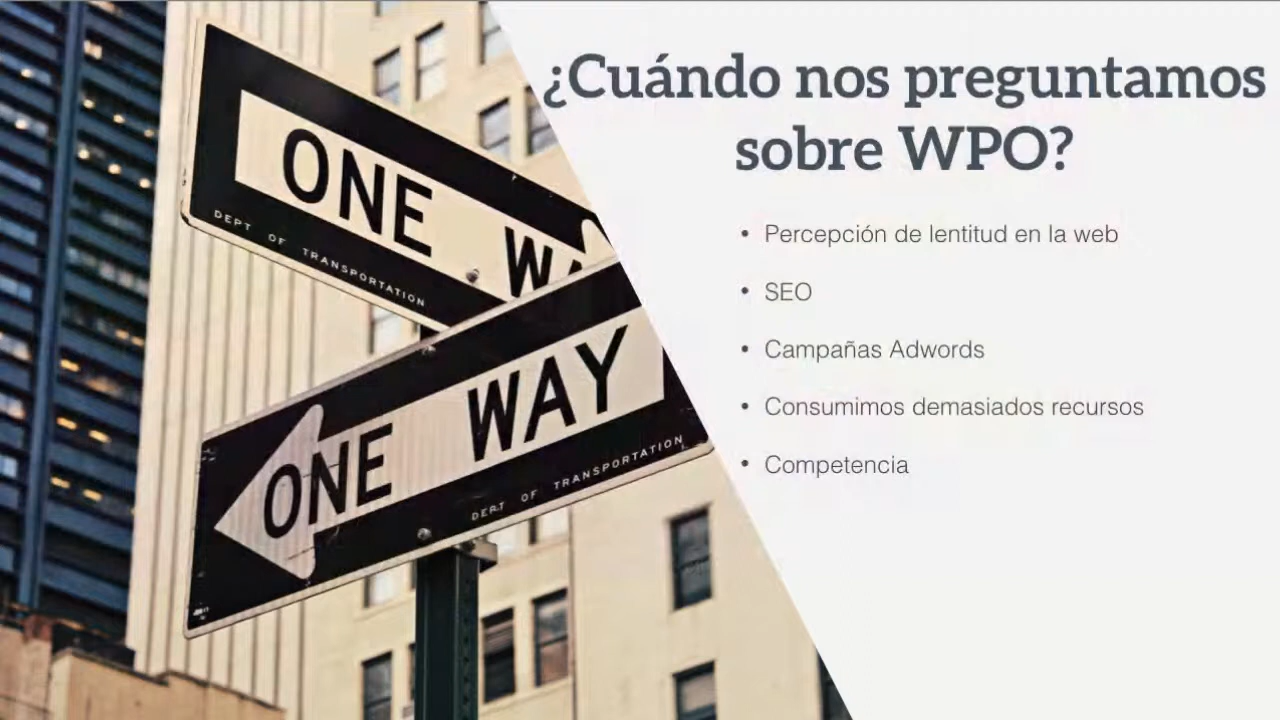 ¿Cuándo nos preguntamos
sobre WPO?
• Percepción de lentitud en la web
• SEO
• Campañas Adwords
• Consumimos demasiados recursos
• Competencia
ONE
DEPT OF TRANSPORTATION
ONE WAY
DEPT OF TRANSPORTATION